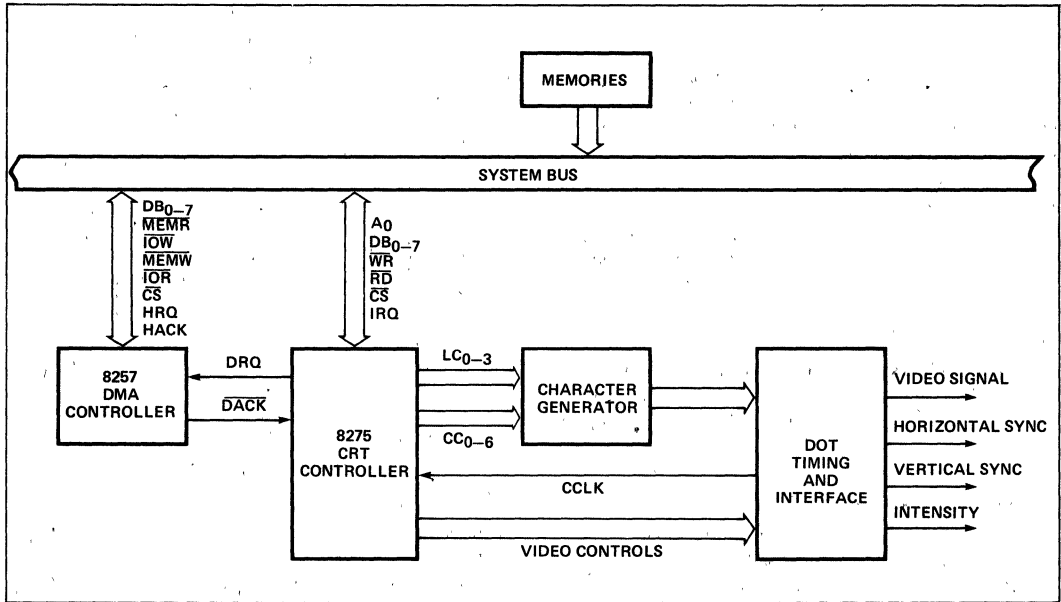 MEMORIES
SYSTEM BUS
DB0–7
MEMR
IOW
MEMW
IOR
CS
HRQ
HACK
A0
DB0–7
WR
RD
CS
IRQ
8257
DMA
CONTROLLER
DRQ
DACK
8275
CRT
CONTROLLER
LC0–3
CC0–6
CHARACTER
GENERATOR
CCLK
VIDEO CONTROLS
DOT
TIMING
AND
INTERFACE
VIDEO SIGNAL
HORIZONTAL SYNC
VERTICAL SYNC
INTENSITY